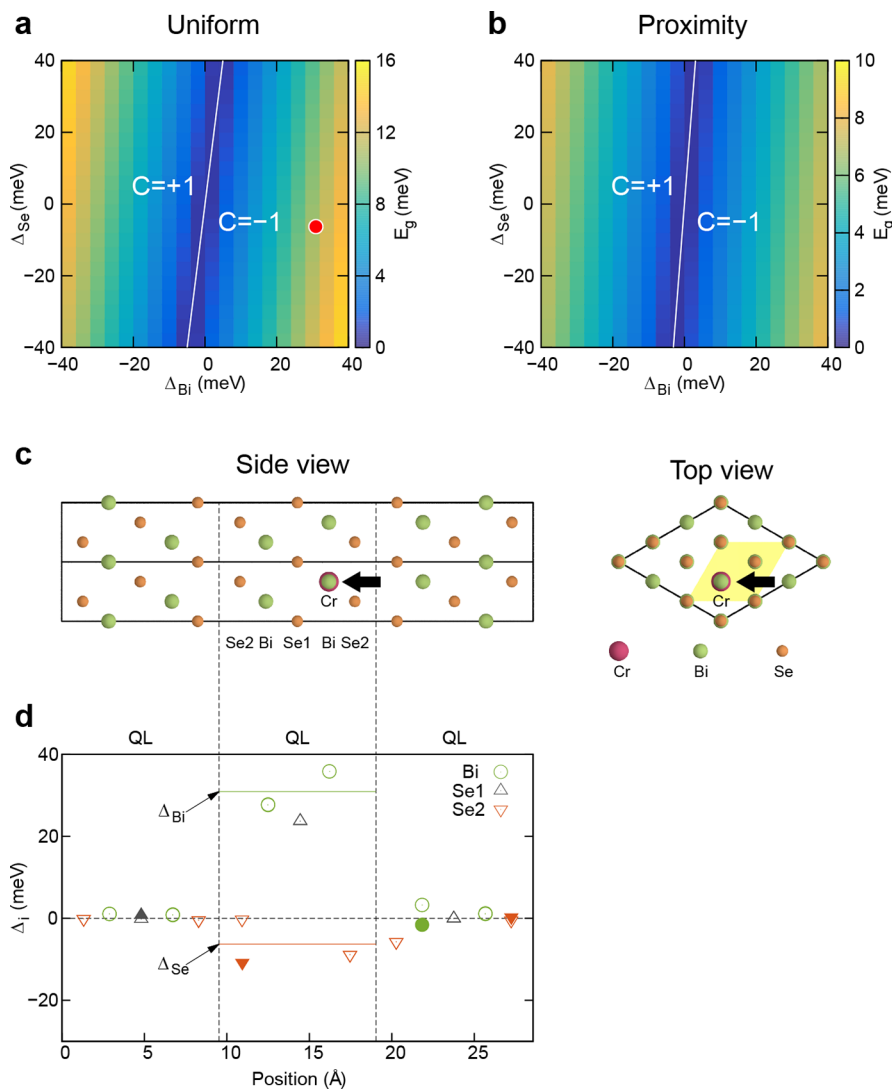 a
Uniform
40
20
0
−20
−40
−40
−20
0
20
40
Δ_Se (meV)
Δ_Bi (meV)
C=+1
C=−1
16
12
8
4
0
E_g (meV)
b
Proximity
40
20
0
−20
−40
−40
−20
0
20
40
Δ_Se (meV)
Δ_Bi (meV)
C=+1
C=−1
10
8
6
4
2
0
E_g (meV)
c
Side view
Cr
Se2 Bi Se1 Bi Se2
Top view
Cr
Cr Bi Se
d
QL QL QL
40
20
0
−20
Δ_i (meV)
Δ_Bi
Δ_Se
Bi
Se1
Se2
0 5 10 15 20 25
Position (Å)